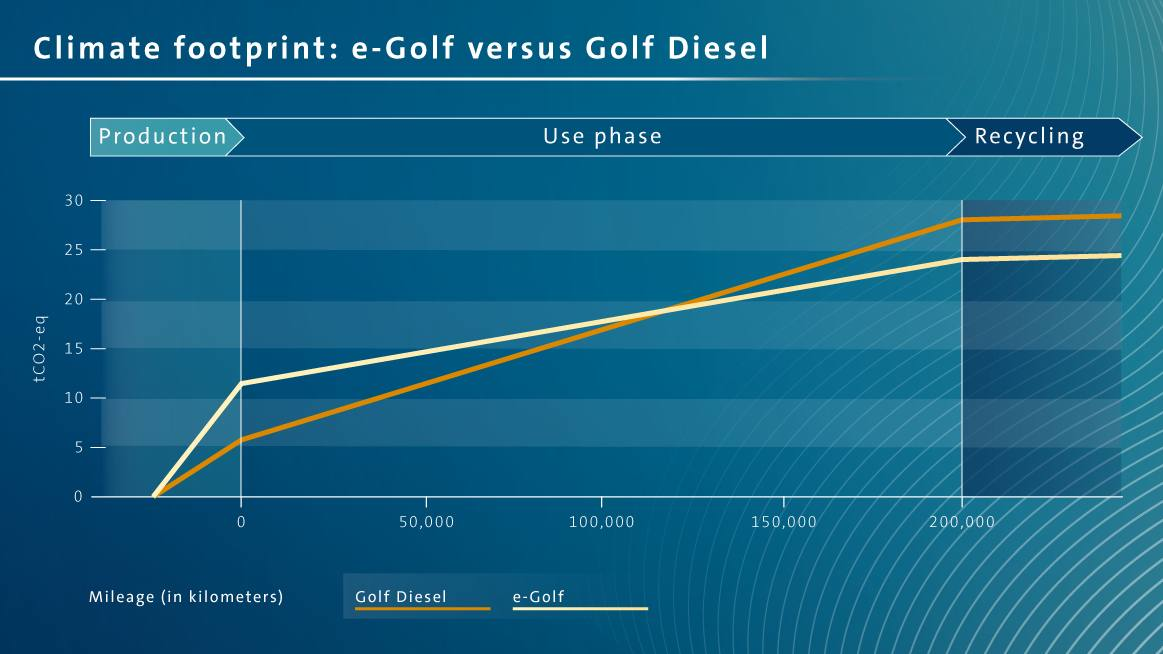 Climate footprint: e-Golf versus Golf Diesel
Production
Use phase
Recycling
30
25
20
15
10
5
0
tCO2-eq
0
50,000
100,000
150,000
200,000
Mileage (in kilometers)
Golf Diesel
e-Golf